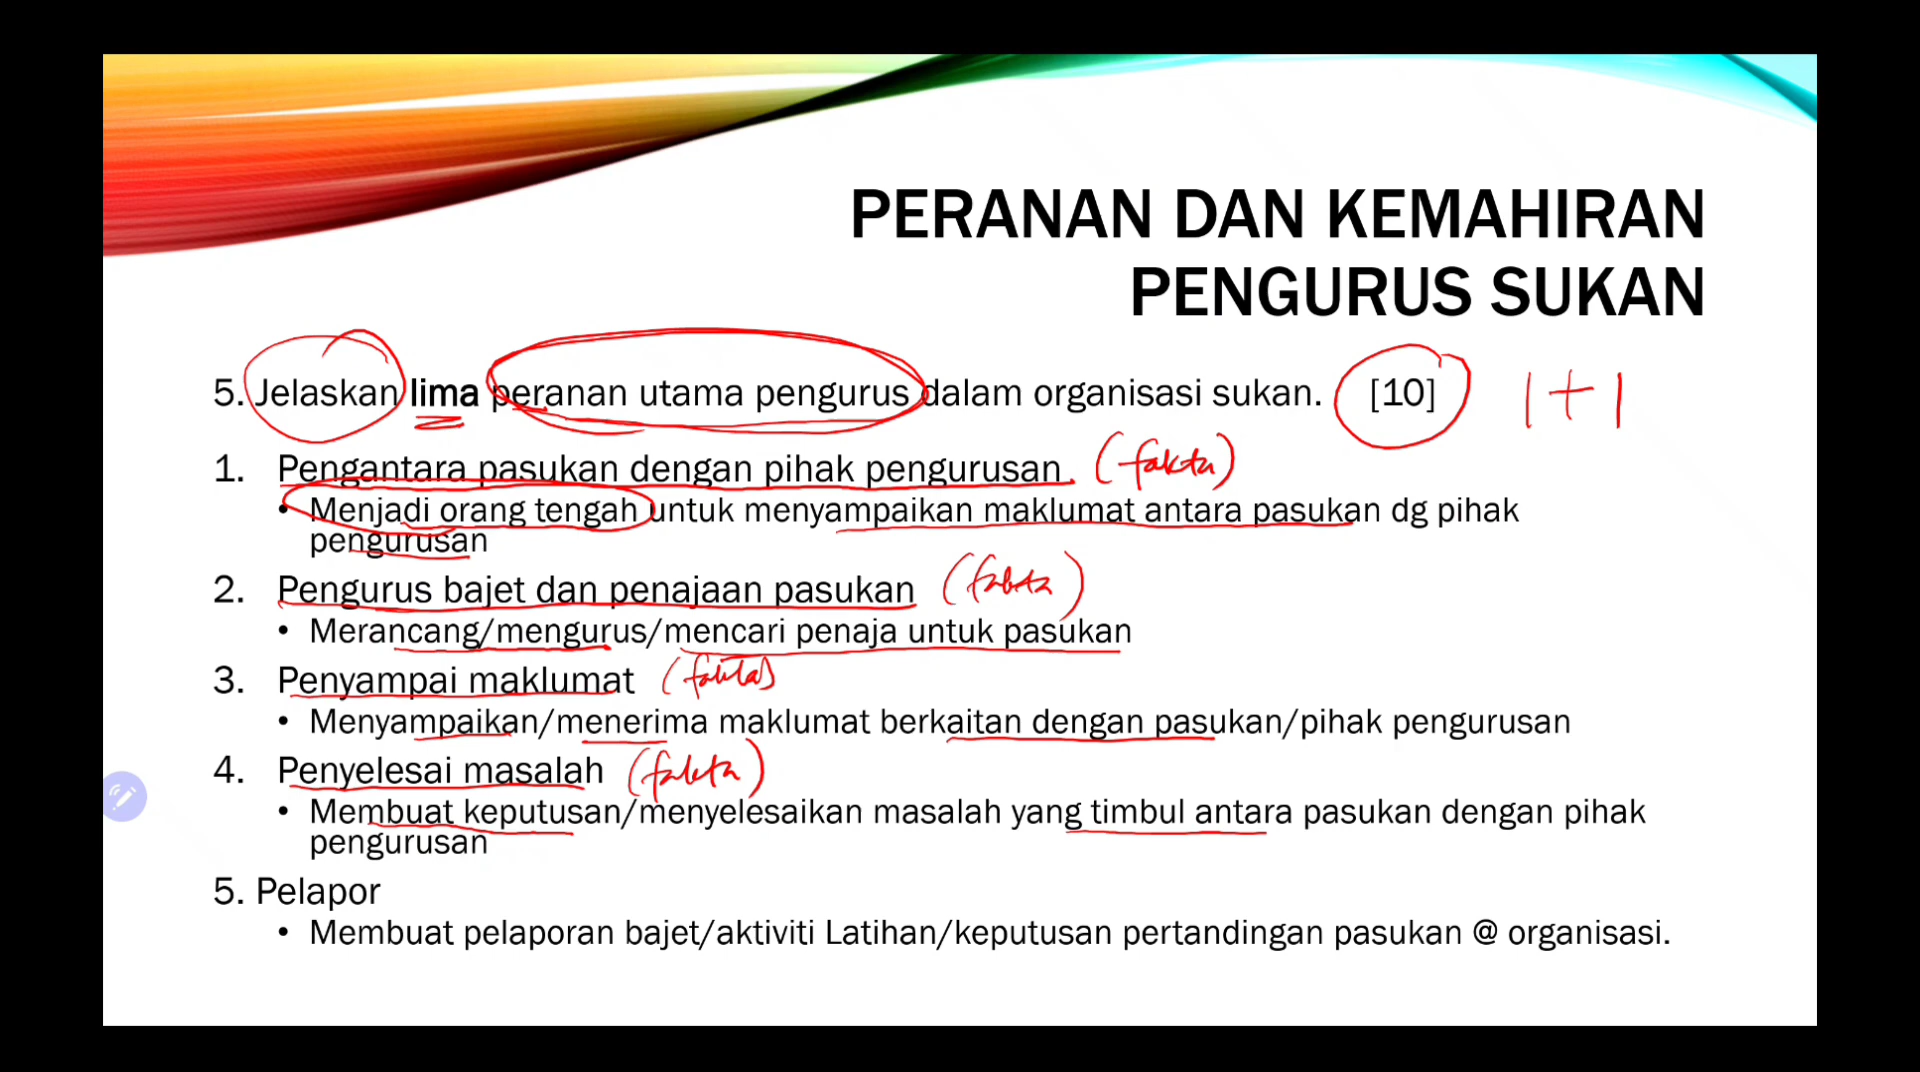 PERANAN DAN KEMAHIRAN
PENGURUS SUKAN
5. Jelaskan lima peranan utama pengurus dalam organisasi sukan. [10] 1+1
1. Pengantara pasukan dengan pihak pengurusan. (fakta)
• Menjadi orang tengah untuk menyampaikan maklumat antara pasukan dg pihak
pengurusan
2. Pengurus bajet dan penajaan pasukan (fakta)
• Merancang/mengurus/mencari penaja untuk pasukan
3. Penyampai maklumat (fakta)
• Menyampaikan/menerima maklumat berkaitan dengan pasukan/pihak pengurusan
4. Penyelesai masalah (fakta)
• Membuat keputusan/menyelesaikan masalah yang timbul antara pasukan dengan pihak
pengurusan
5. Pelapor
• Membuat pelaporan bajet/aktiviti Latihan/keputusan pertandingan pasukan @ organisasi.